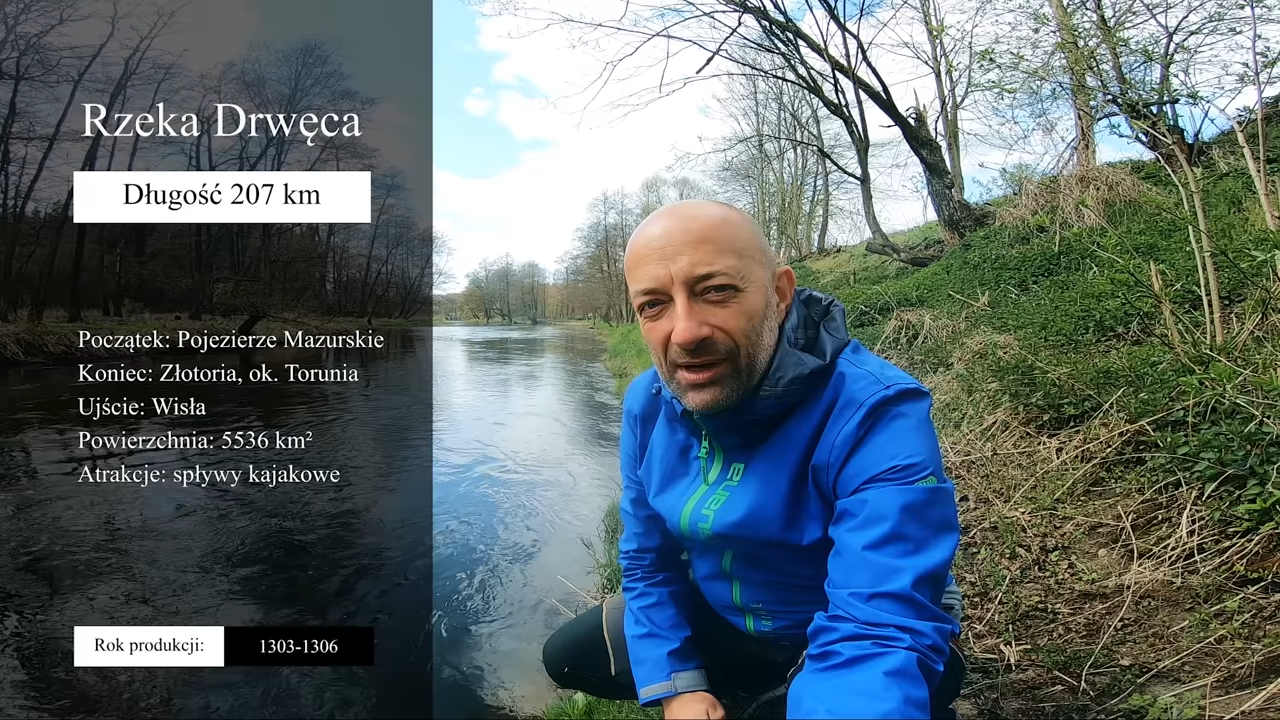 Rzeka Drwęca
Długość 207 km
Początek: Pojezierze Mazurskie
Koniec: Złotoria, ok. Torunia
Ujście: Wisła
Powierzchnia: 5536 km²
Atrakcje: spływy kajakowe
Rok produkcji: 1303-1306